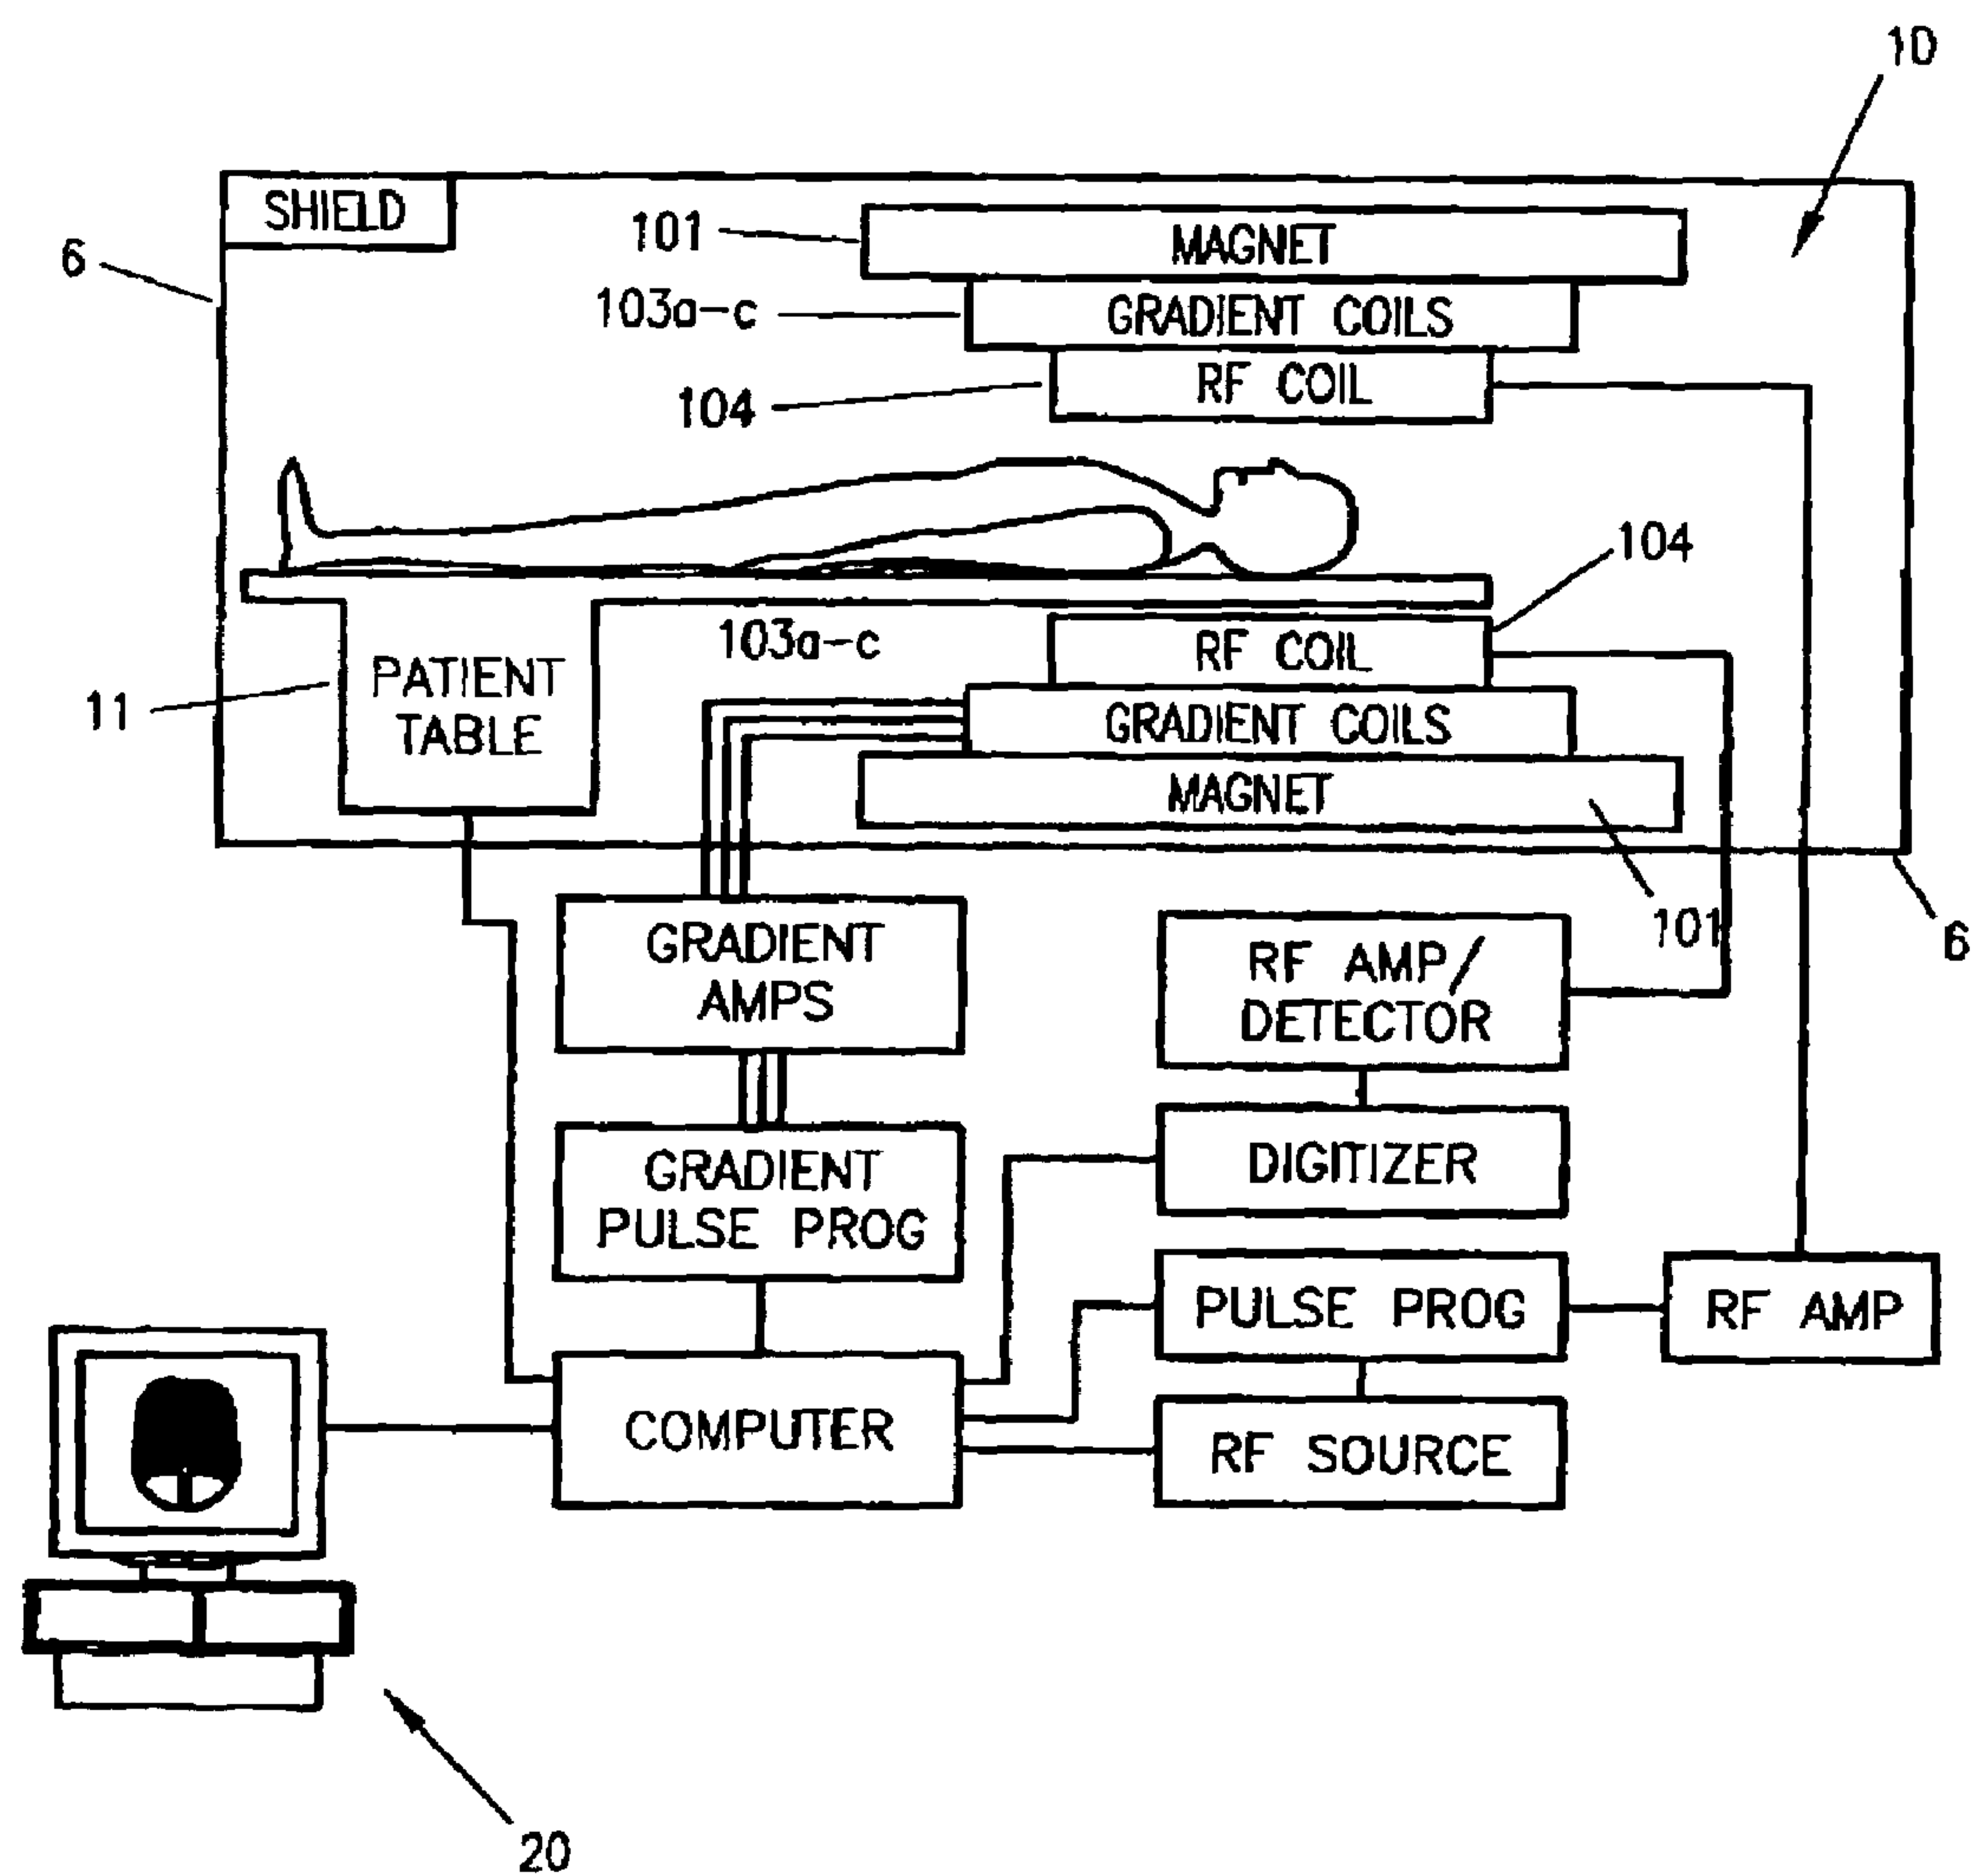 10
SHIELD
101
MAGNET
6
103a-c
GRADIENT COILS
104
RF COIL
104
103a-c
RF COIL
PATIENT
TABLE
11
GRADIENT COILS
MAGNET
101
6
GRADIENT
AMPS
RF AMP/
DETECTOR
GRADIENT
PULSE PROG
DIGITIZER
PULSE PROG
RF AMP
COMPUTER
RF SOURCE
20